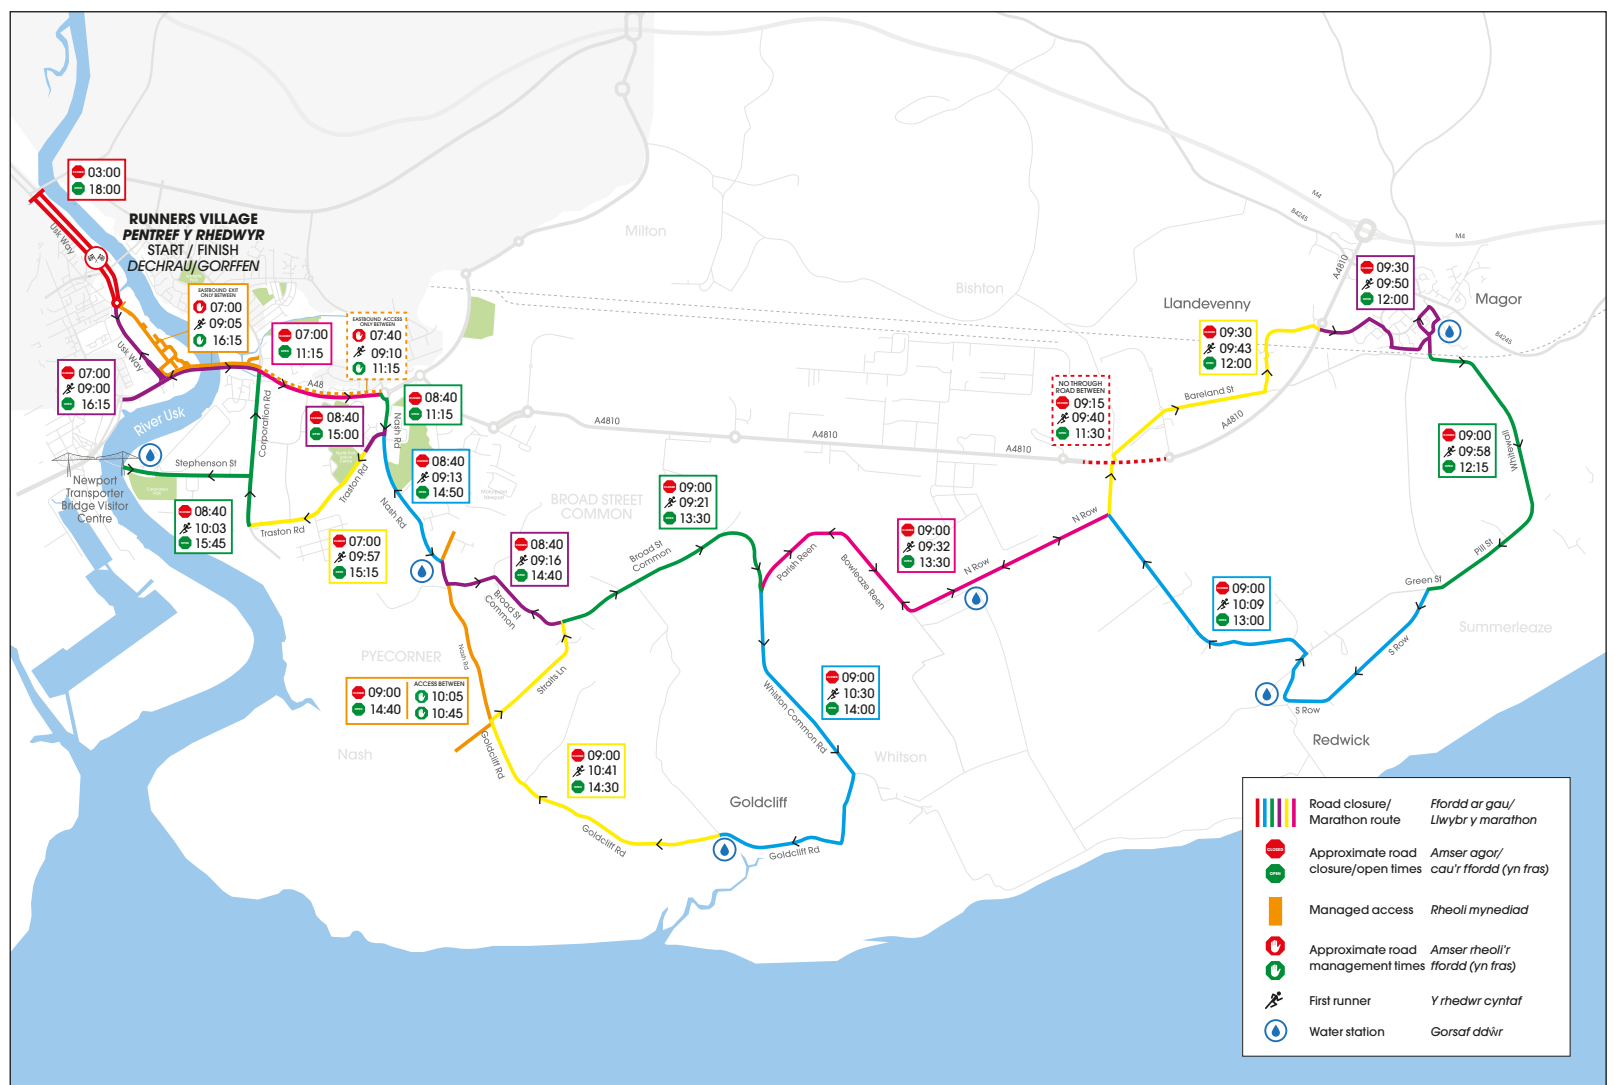 03:00
18:00
RUNNERS VILLAGE
PENTREF Y RHEDWYR
START / FINISH
DECHRAU/GORFFEN
Usk Way
EASTBOUND EXIT
ONLY BETWEEN
07:00
09:05
16:15
07:00
11:15
EASTBOUND ACCESS
ONLY BETWEEN
07:40
09:10
11:15
Usk Way
07:00
09:00
16:15
River Usk
A48
08:40
15:00
08:40
11:15
Corporation Rd
Nash Rd
Stephenson St
Newport
Transporter
Bridge Visitor
Centre
08:40
10:03
15:45
Traston Rd
Traston Rd
07:00
09:57
15:15
08:40
09:13
14:50
Nash Rd
08:40
09:16
14:40
Broad St
Common
BROAD STREET
COMMON
09:00
09:21
13:30
Broad St
Common
PYECORNER
Nash Rd
09:00
14:40
ACCESS BETWEEN
10:05
10:45
Straits Ln
Nash
Goldcliff Rd
09:00
10:41
14:30
Goldcliff Rd
Goldcliff
Goldcliff Rd
Whiston Common Rd
09:00
10:30
14:00
Whitson
Parish Reen
Bowleaze Reen
09:00
09:32
13:30
N Row
N Row
Milton
Bishton
A4810
A4810
A4810
NO THROUGH
ROAD BETWEEN
09:15
09:40
11:30
Bareland St
A4810
Llandevenny
09:30
09:43
12:00
M4
B4245
M4
A4810
09:30
09:50
12:00
Magor
B4245
09:00
09:58
12:15
Whitewall
Pill St
Green St
Summerleaze
09:00
10:09
13:00
S Row
S Row
Redwick
Road closure/
Marathon route
Ffordd ar gau/
Llwybr y marathon
CLOSED
OPEN
Approximate road
closure/open times
Amser agor/
cau'r ffordd (yn fras)
Managed access
Rheoli mynediad
Approximate road
management times
Amser rheoli'r
ffordd (yn fras)
First runner
Y rhedwr cyntaf
Water station
Gorsaf ddŵr